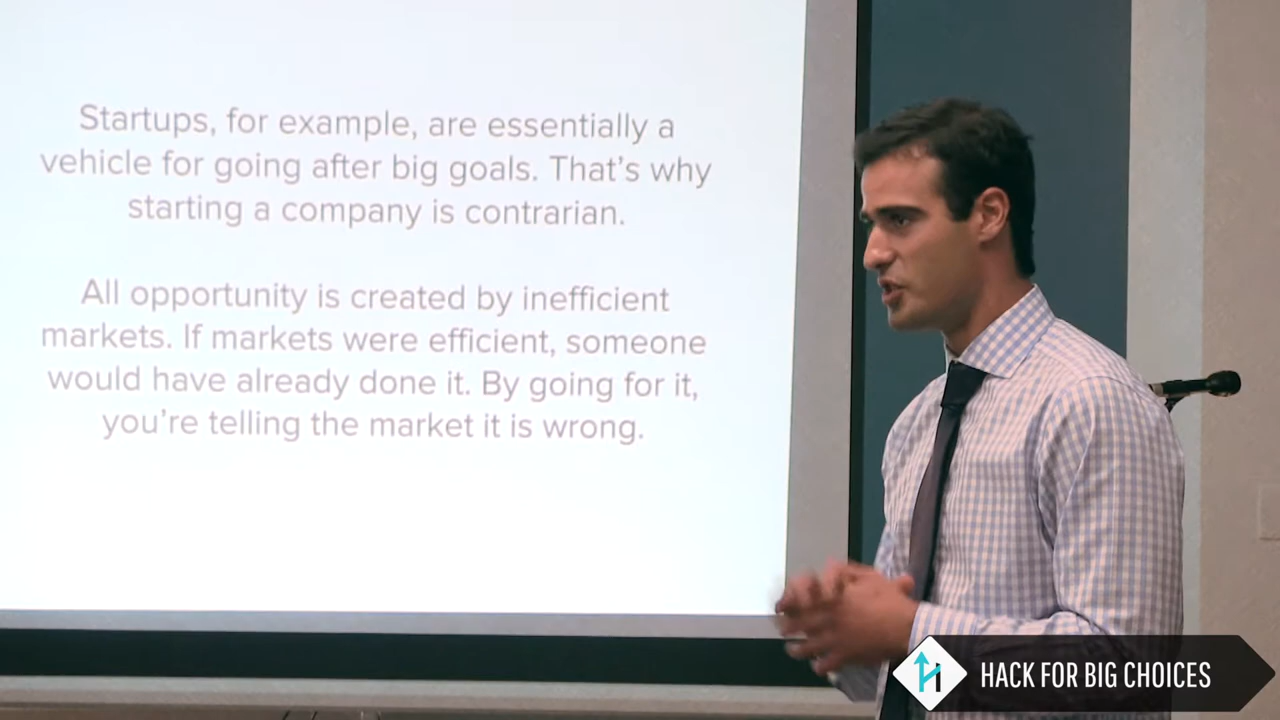 Startups, for example, are essentially a
vehicle for going after big goals. That's why
starting a company is contrarian.
All opportunity is created by inefficient
markets. If markets were efficient, someone
would have already done it. By going for it,
you're telling the market it is wrong.
HACK FOR BIG CHOICES